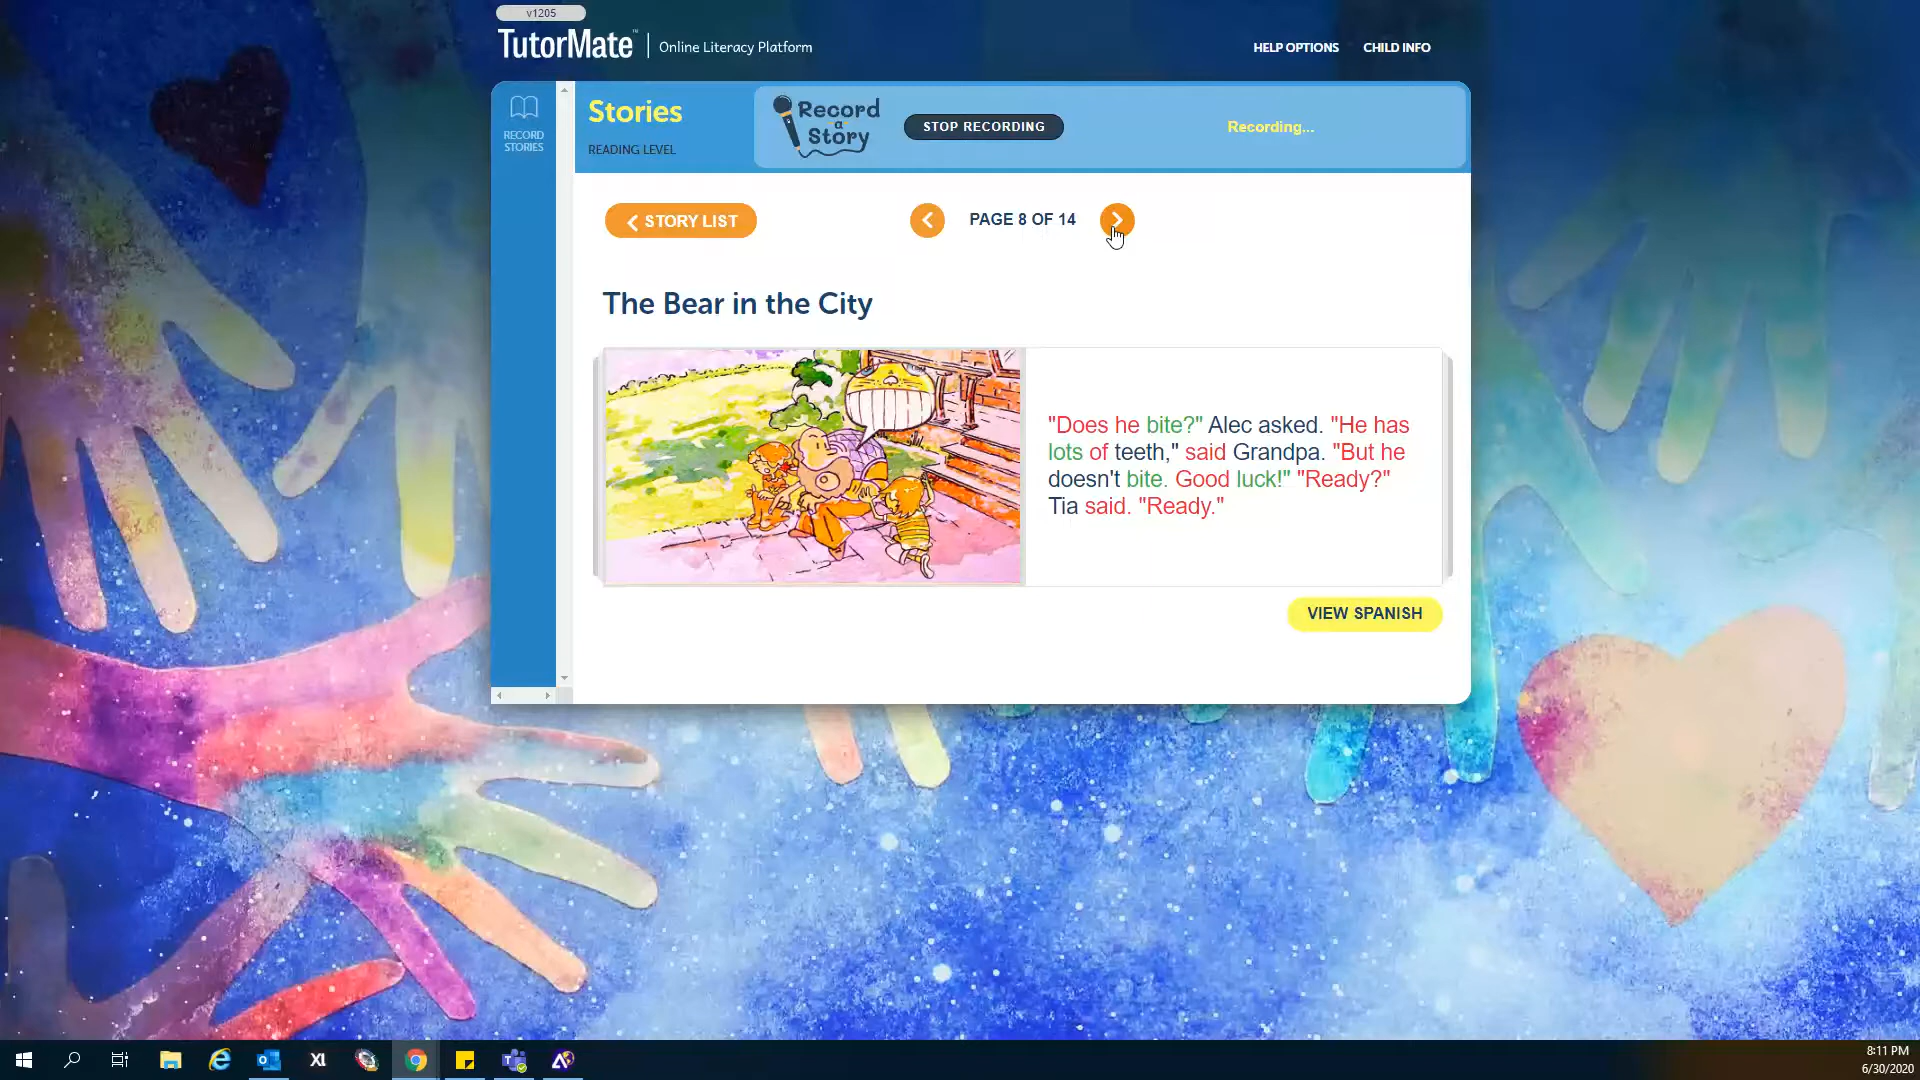 v1205
TutorMate™ | Online Literacy Platform
HELP OPTIONS
CHILD INFO
RECORD
STORIES
Stories
READING LEVEL
Record
a
Story
STOP RECORDING
Recording...
STORY LIST
PAGE 8 OF 14
The Bear in the City
"Does he bite?" Alec asked. "He has
lots of teeth," said Grandpa. "But he
doesn't bite. Good luck!" "Ready?"
Tia said. "Ready."
VIEW SPANISH
8:11 PM
6/30/2020